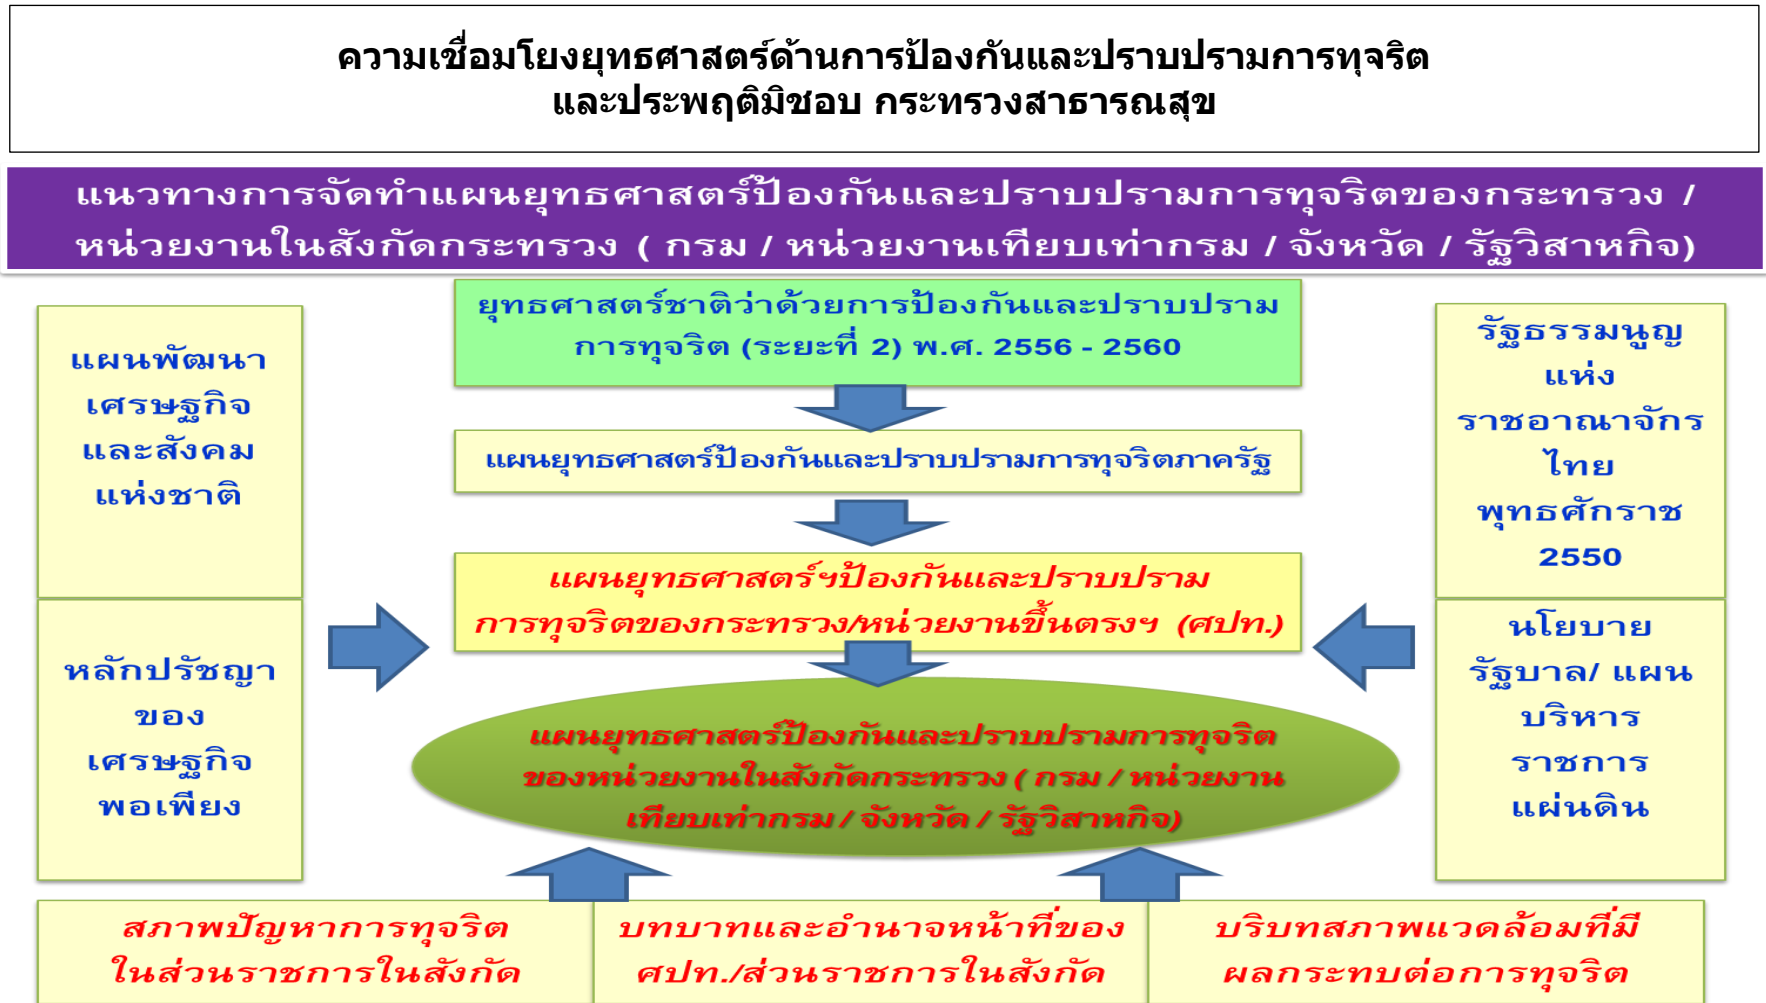 ความเชื่อมโยงยุทธศาสตร์ด้านการป้องกันและปราบปรามการทุจริต
และประพฤติมิชอบ กระทรวงสาธารณสุข
แนวทางการจัดทำแผนยุทธศาสตร์ป้องกันและปราบปรามการทุจริตของกระทรวง /
หน่วยงานในสังกัดกระทรวง ( กรม / หน่วยงานเทียบเท่ากรม / จังหวัด / รัฐวิสาหกิจ)
แผนพัฒนา
เศรษฐกิจ
และสังคม
แห่งชาติ
หลักปรัชญา
ของ
เศรษฐกิจ
พอเพียง
ยุทธศาสตร์ชาติว่าด้วยการป้องกันและปราบปราม
การทุจริต (ระยะที่ 2) พ.ศ. 2556 - 2560
แผนยุทธศาสตร์ป้องกันและปราบปรามการทุจริตภาครัฐ
แผนยุทธศาสตร์ฯป้องกันและปราบปราม
การทุจริตของกระทรวง/หน่วยงานขึ้นตรงฯ (ศปท.)
แผนยุทธศาสตร์ป้องกันและปราบปรามการทุจริต
ของหน่วยงานในสังกัดกระทรวง ( กรม / หน่วยงาน
เทียบเท่ากรม / จังหวัด / รัฐวิสาหกิจ)
รัฐธรรมนูญ
แห่ง
ราชอาณาจักร
ไทย
พุทธศักราช
2550
นโยบาย
รัฐบาล/ แผน
บริหาร
ราชการ
แผ่นดิน
สภาพปัญหาการทุจริต
ในส่วนราชการในสังกัด
บทบาทและอำนาจหน้าที่ของ
ศปท./ส่วนราชการในสังกัด
บริบทสภาพแวดล้อมที่มี
ผลกระทบต่อการทุจริต